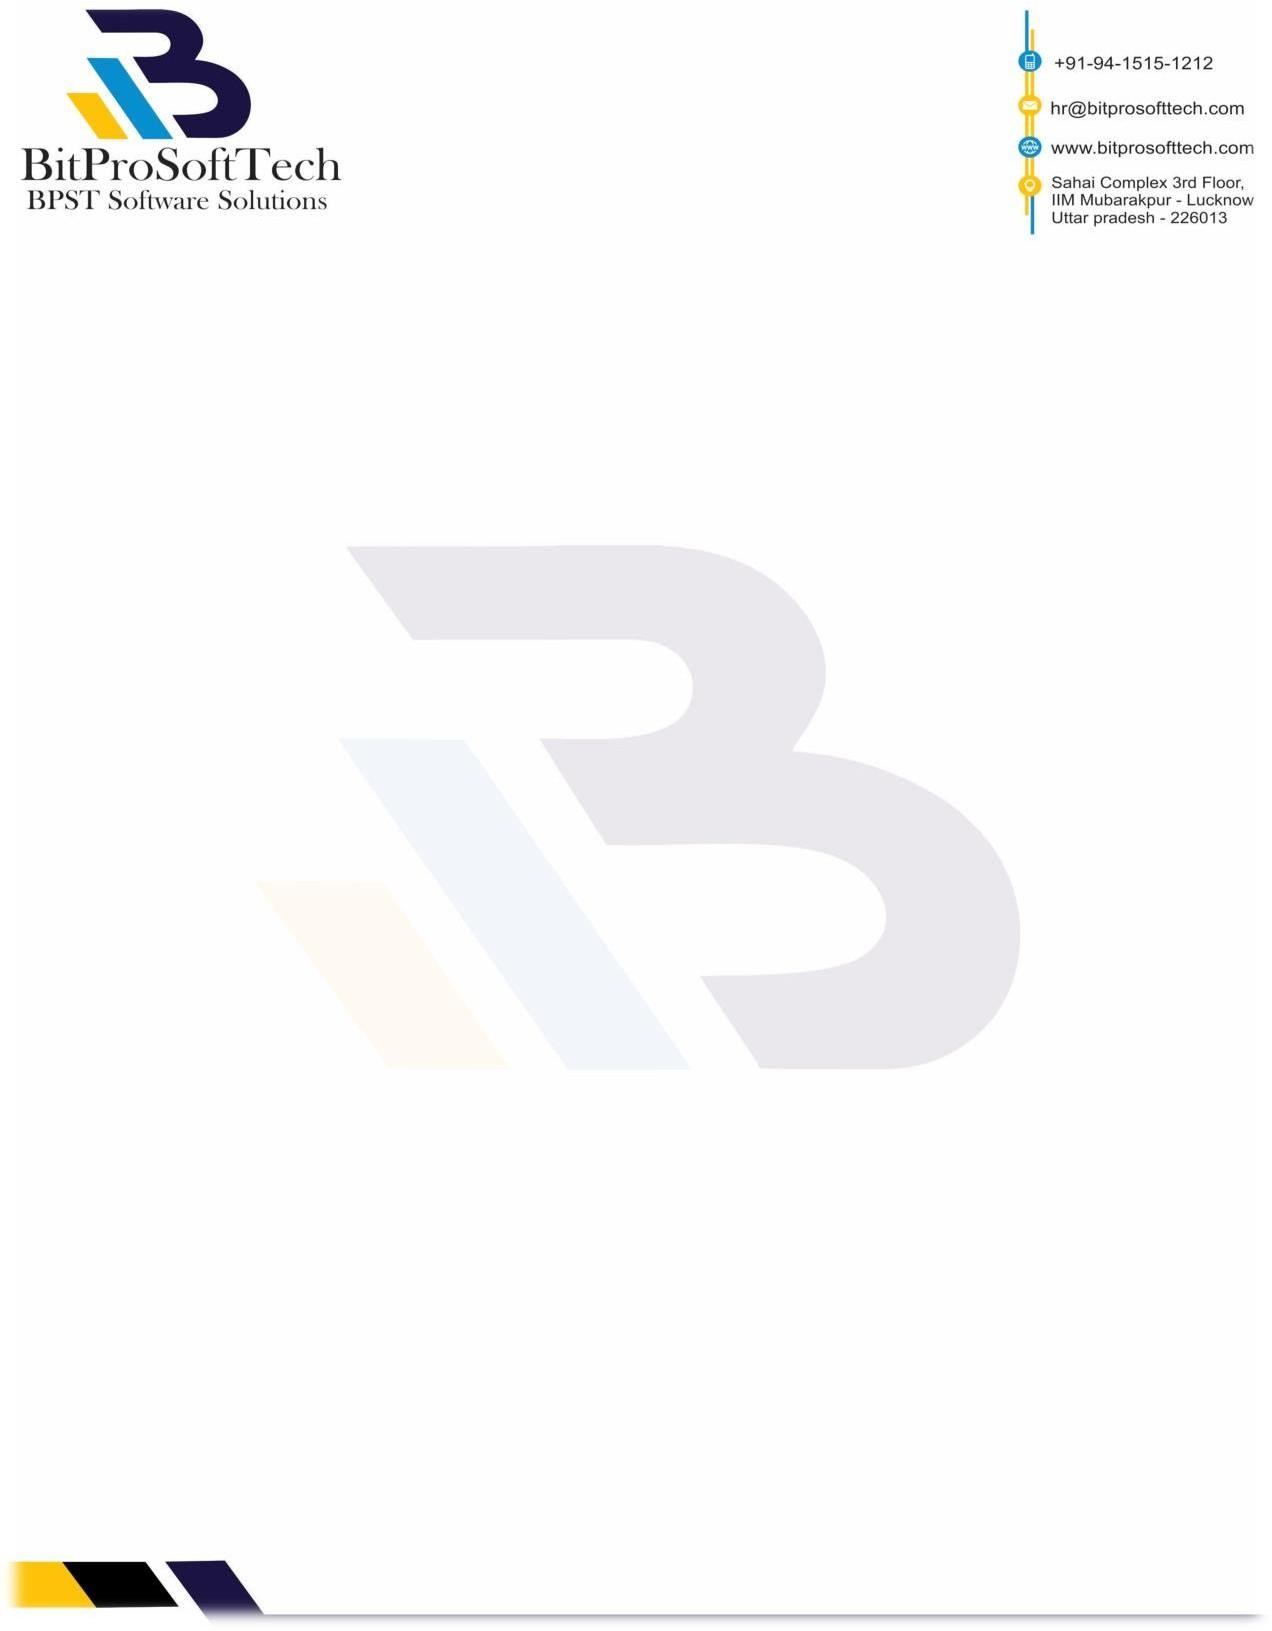 BitProSoftTech
BPST Software Solutions
+91-94-1515-1212
hr@bitprosofttech.com
www.bitprosofttech.com
Sahai Complex 3rd Floor,
IIM Mubarakpur - Lucknow
Uttar pradesh - 226013